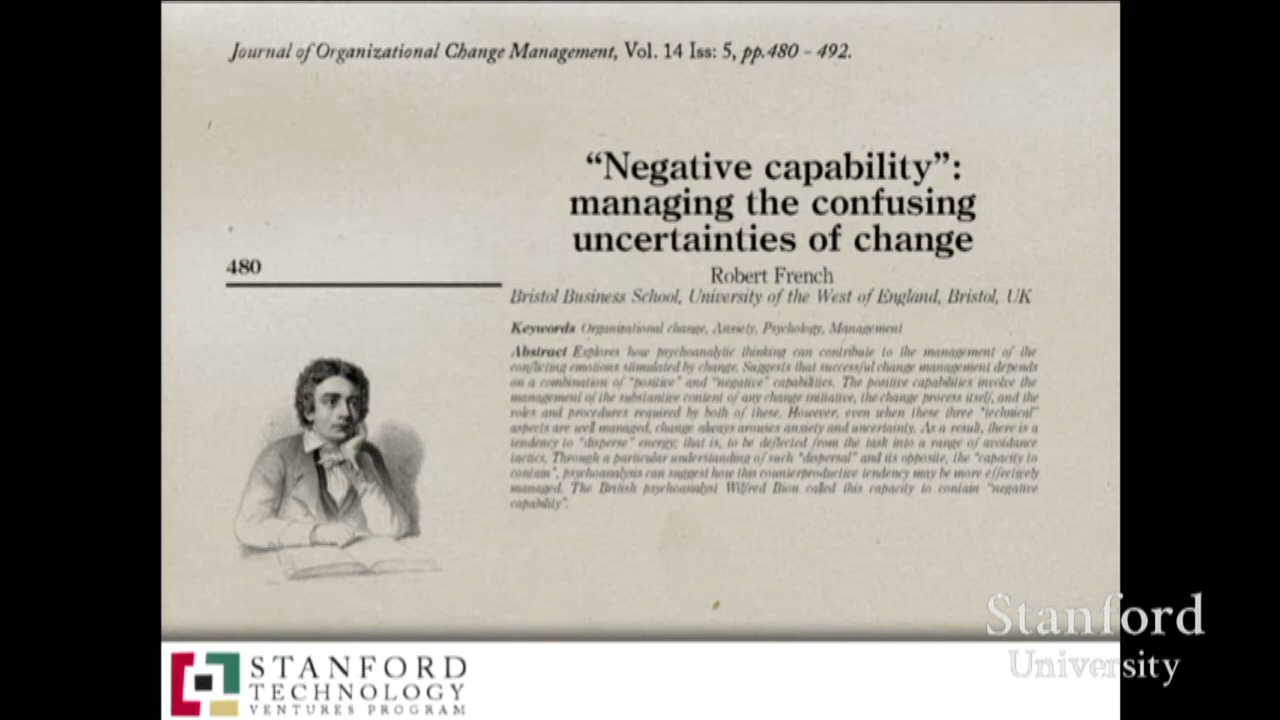 Journal of Organizational Change Management, Vol. 14 Iss: 5, pp.480 - 492.
"Negative capability":
managing the confusing
uncertainties of change
480
Robert French
Bristol Business School, University of the West of England, Bristol, UK
Keywords Organizational change, Anxiety, Psychology, Management
Abstract Explores how psychoanalytic thinking can contribute to the management of the
conflicting emotions stimulated by change. Suggests that successful change management depends
on a combination of "positive" and "negative" capabilities. The positive capabilities involve the
management of the substantive content of any change initiative, the change process itself, and the
roles and procedures required by both of these. However, even when these three "technical"
aspects are well managed, change always arouses anxiety and uncertainty. As a result, there is a
tendency to "disperse" energy; that is, to be deflected from the task into a range of avoidance
tactics. Through a particular understanding of such "dispersal" and its opposite, the "capacity to
contain", psychoanalysis can suggest how this counterproductive tendency may be more effectively
managed. The British psychoanalyst Wilfred Bion called this capacity to contain "negative
capability".
Stanford
University
STANFORD
TECHNOLOGY
VENTURES PROGRAM